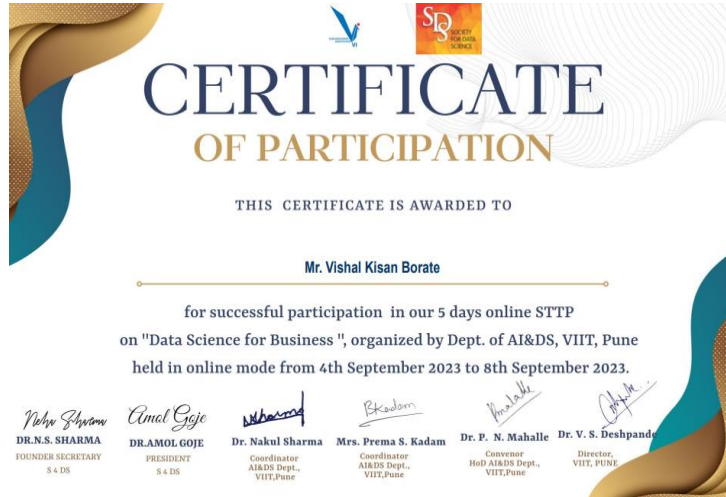 VI
SDS SOCIETY
FOR DATA
SCIENCE
CERTIFICATE
OF PARTICIPATION
THIS CERTIFICATE IS AWARDED TO
Mr. Vishal Kisan Borate
for successful participation in our 5 days online STTP
on "Data Science for Business ", organized by Dept. of AI&DS, VIIT, Pune
held in online mode from 4th September 2023 to 8th September 2023.
Neha Sharma
DR.N.S. SHARMA
FOUNDER SECRETARY
S 4 DS
Amol Goje
DR.AMOL GOJE
PRESIDENT
S 4 DS
NSharma
Dr. Nakul Sharma
Coordinator
AI&DS Dept.,
VIIT,Pune
PKadam
Mrs. Prema S. Kadam
Coordinator
AI&DS Dept.,
VIIT,Pune
Dr. P. N. Mahalle
Convenor
HoD AI&DS Dept.,
VIIT,Pune
Dr. V. S. Deshpande
Director,
VIIT, PUNE